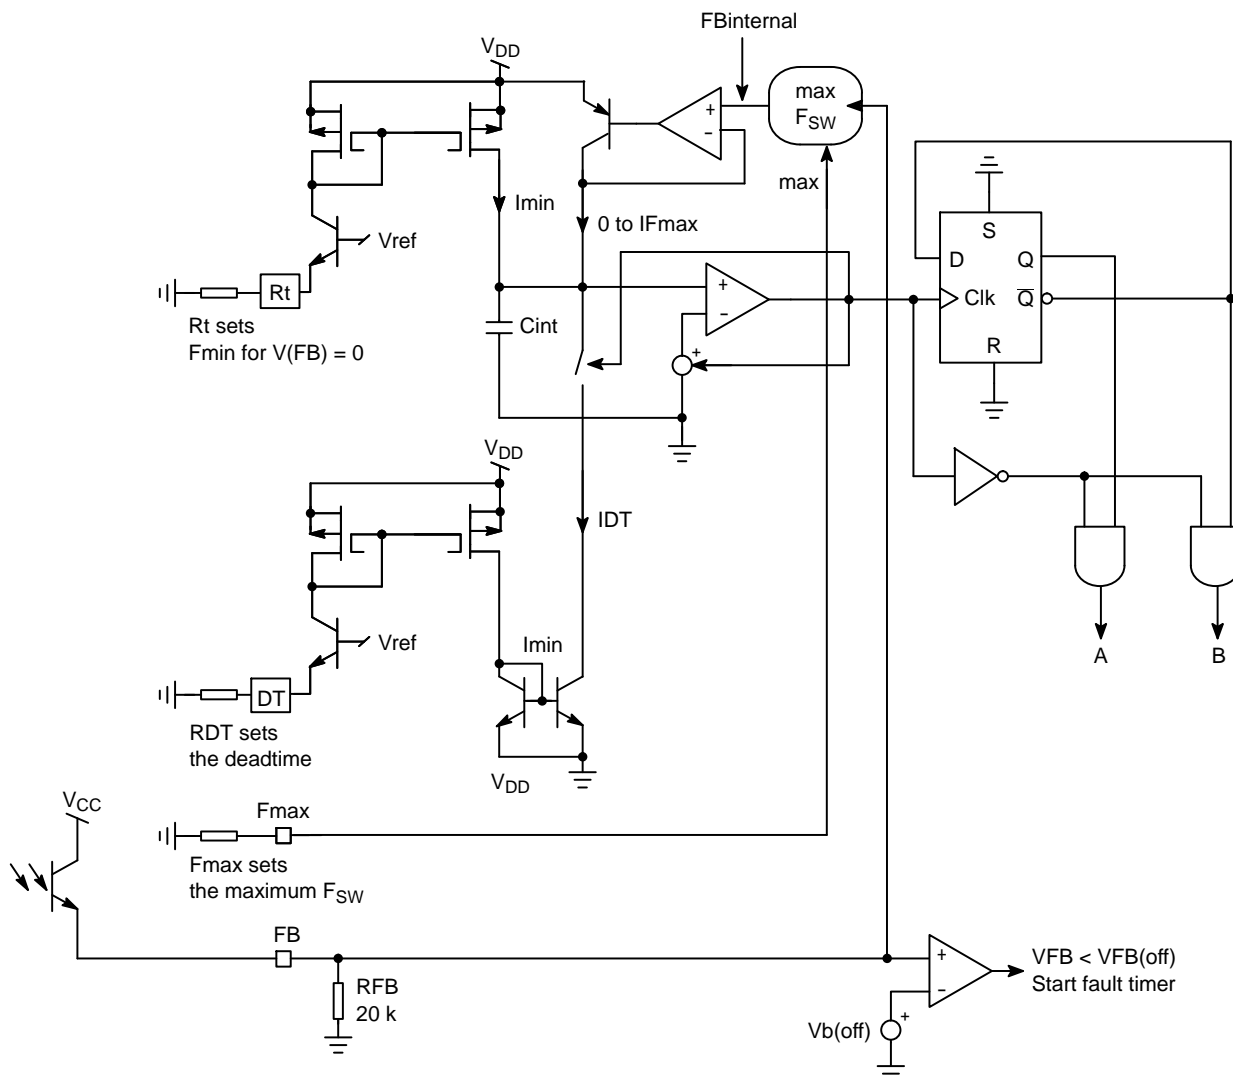 FBinternal
VDD
max
FSW
+
−
max
Imin
0 to IFmax
Vref
Rt
Rt sets
Fmin for V(FB) = 0
Cint
+
−
+
S
D
Q
Clk
Q
R
VDD
IDT
Vref
Imin
DT
RDT sets
the deadtime
VDD
A
B
VCC
Fmax
Fmax sets
the maximum FSW
FB
RFB
20 k
+
−
VFB < VFB(off)
Start fault timer
Vb(off)
+